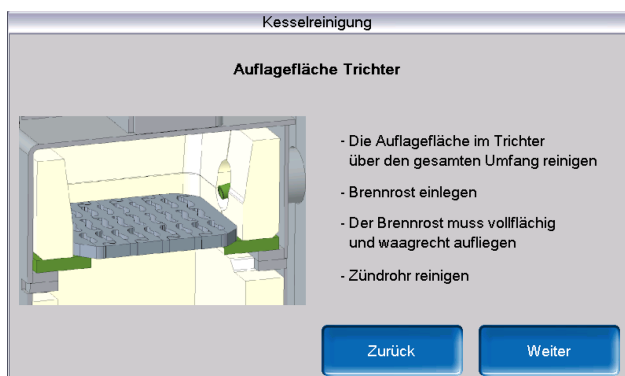 Kesselreinigung
Auflagefläche Trichter
- Die Auflagefläche im Trichter
über den gesamten Umfang reinigen
- Brennrost einlegen
- Der Brennrost muss vollflächig
und waagrecht aufliegen
- Zündrohr reinigen
Zurück
Weiter